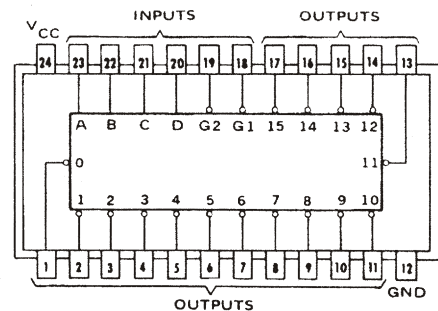 INPUTS OUTPUTS
VCC
24 23 22 21 20 19 18 17 16 15 14 13
A B C D G2 G1 15 14 13 12
0 11
1 2 3 4 5 6 7 8 9 10
1 2 3 4 5 6 7 8 9 10 11 12
OUTPUTS GND